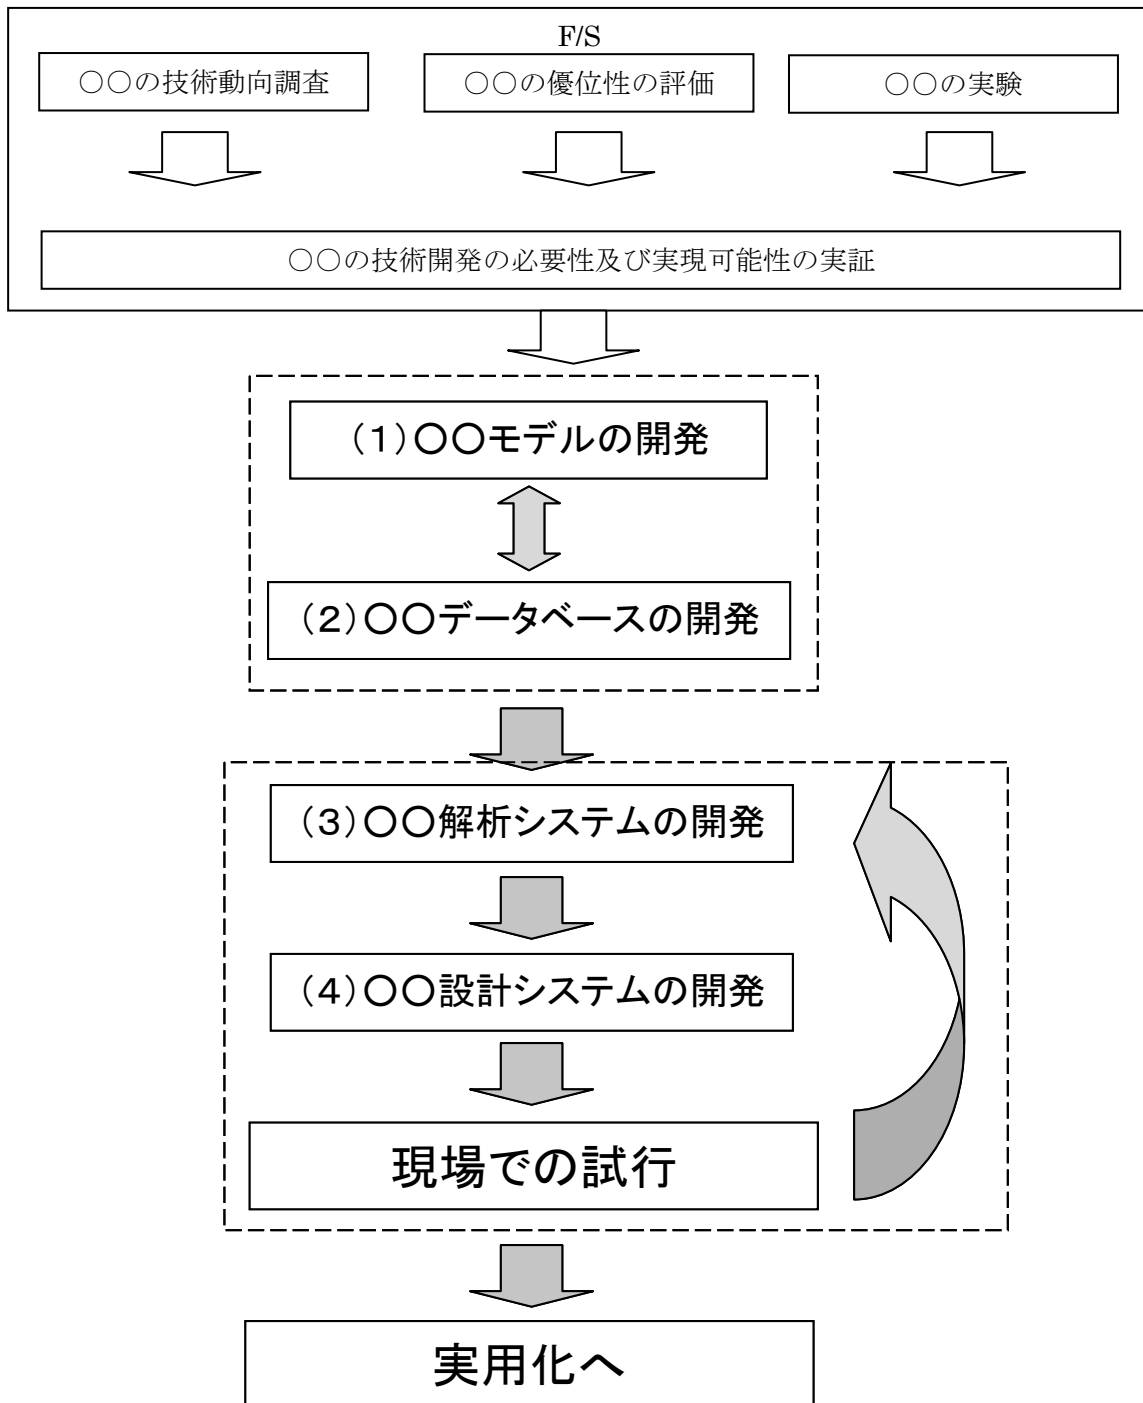 F/S
○○の技術動向調査
○○の優位性の評価
○○の実験
○○の技術開発の必要性及び実現可能性の実証
（１）○○モデルの開発
（２）○○データベースの開発
（３）○○解析システムの開発
（４）○○設計システムの開発
現場での試行
実用化へ